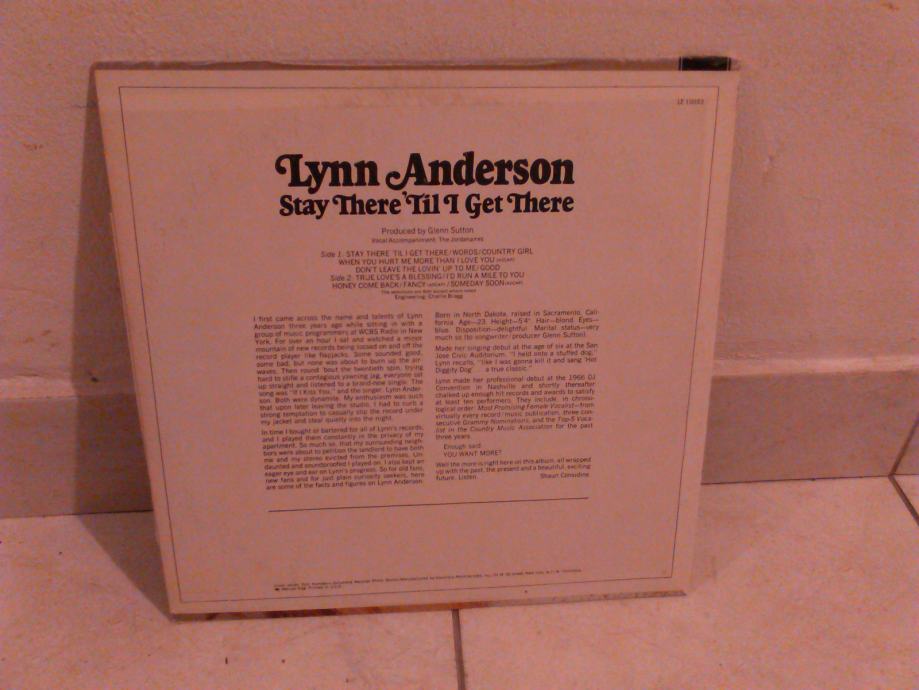 Lynn Anderson
Stay There 'Til I Get There
Produced by Glenn Sutton
Vocal Accompaniment: The Jordanaires
Side 1: STAY THERE 'TIL I GET THERE/WORDS/COUNTRY GIRL
WHEN YOU HURT ME MORE THAN I LOVE YOU (ASCAP)
DON'T LEAVE THE LOVIN' UP TO ME/GOOD
Side 2: TRUE LOVE'S A BLESSING/I'D RUN A MILE TO YOU
HONEY COME BACK/FANCY (ASCAP)/SOMEDAY SOON (ASCAP)
The selections are BMI except where noted
Engineering: Charlie Bragg
I first came across the name and talents of Lynn
Anderson three years ago while sitting in with a
group of music programmers at WCBS Radio in New
York. For over an hour I sat and watched a minor
mountain of new records being tossed on and off the
record player like flapjacks. Some sounded good,
some bad, but none was about to burn up the air-
waves. Then round 'bout the twentieth spin, trying
hard to stifle a contagious yawning jag, everyone sat
up straight and listened to a brand-new single. The
song was "If I Kiss You," and the singer, Lynn Ander-
son. Both were dynamite. My enthusiasm was such
that upon later leaving the studio, I had to curb a
strong temptation to casually slip the record under
my jacket and steal quietly into the night.
In time I bought or bartered for all of Lynn's records,
and I played them constantly in the privacy of my
apartment. So much so, that my surrounding neigh-
bors were about to petition the landlord to have both
me and my stereo evicted from the premises. Un-
daunted and soundproofed I played on. I also kept an
eager eye and ear on Lynn's progress. So for old fans,
new fans and for just plain curiosity seekers, here
are some of the facts and figures on Lynn Anderson.
Born in North Dakota, raised in Sacramento, Cali-
fornia. Age—23. Height—5'4". Hair—blond. Eyes—
blue. Disposition—delightful. Marital status—very
much so (to songwriter/producer Glenn Sutton).
Made her singing debut at the age of six at the San
Jose Civic Auditorium. "I held onto a stuffed dog,"
Lynn recalls, "like I was gonna kill it and sang 'Hot
Diggity Dog' . . . a true classic."
Lynn made her professional debut at the 1966 DJ
Convention in Nashville and shortly thereafter
chalked up enough hit records and awards to satisfy
at least ten performers. They include, in chrono-
logical order: Most Promising Female Vocalist—from
virtually every record/music publication, three con-
secutive Grammy Nominations, and the Top-5 Voca-
list in the Country Music Association for the past
three years.
Enough said.
YOU WANT MORE?
Well the more is right here on this album, all wrapped
up with the past, the present and a beautiful, exciting
future. Listen.
Shaun Considine